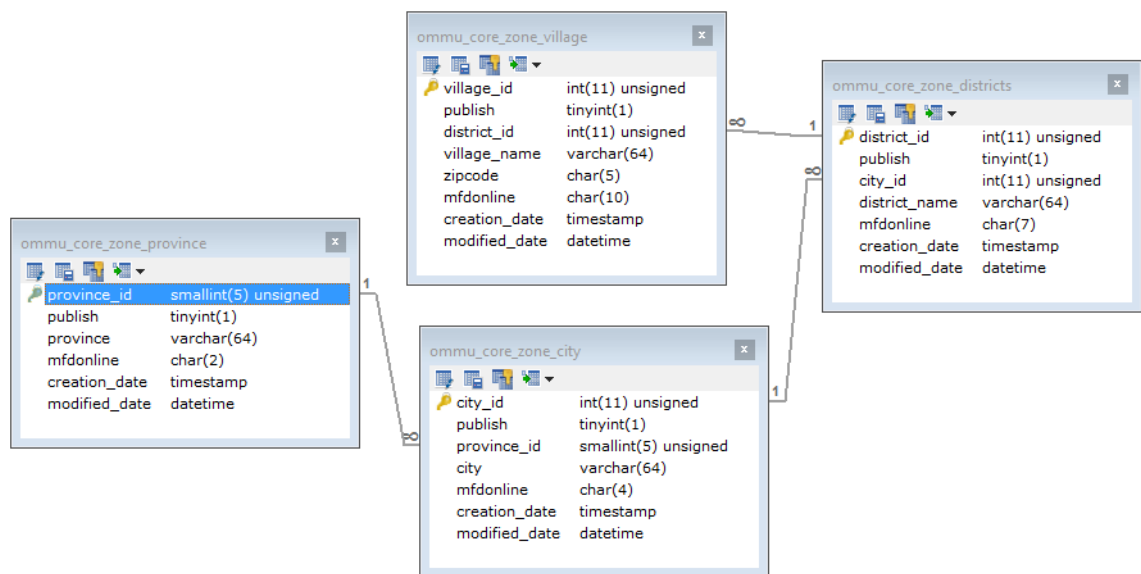 ommu_core_zone_village x
village_id int(11) unsigned
publish tinyint(1)
district_id int(11) unsigned
village_name varchar(64)
zipcode char(5)
mfdonline char(10)
creation_date timestamp
modified_date datetime
∞
1
∞
ommu_core_zone_districts x
district_id int(11) unsigned
publish tinyint(1)
city_id int(11) unsigned
district_name varchar(64)
mfdonline char(7)
creation_date timestamp
modified_date datetime
ommu_core_zone_province x
province_id smallint(5) unsigned
publish tinyint(1)
province varchar(64)
mfdonline char(2)
creation_date timestamp
modified_date datetime
1
∞
ommu_core_zone_city x
city_id int(11) unsigned
publish tinyint(1)
province_id smallint(5) unsigned
city varchar(64)
mfdonline char(4)
creation_date timestamp
modified_date datetime
1